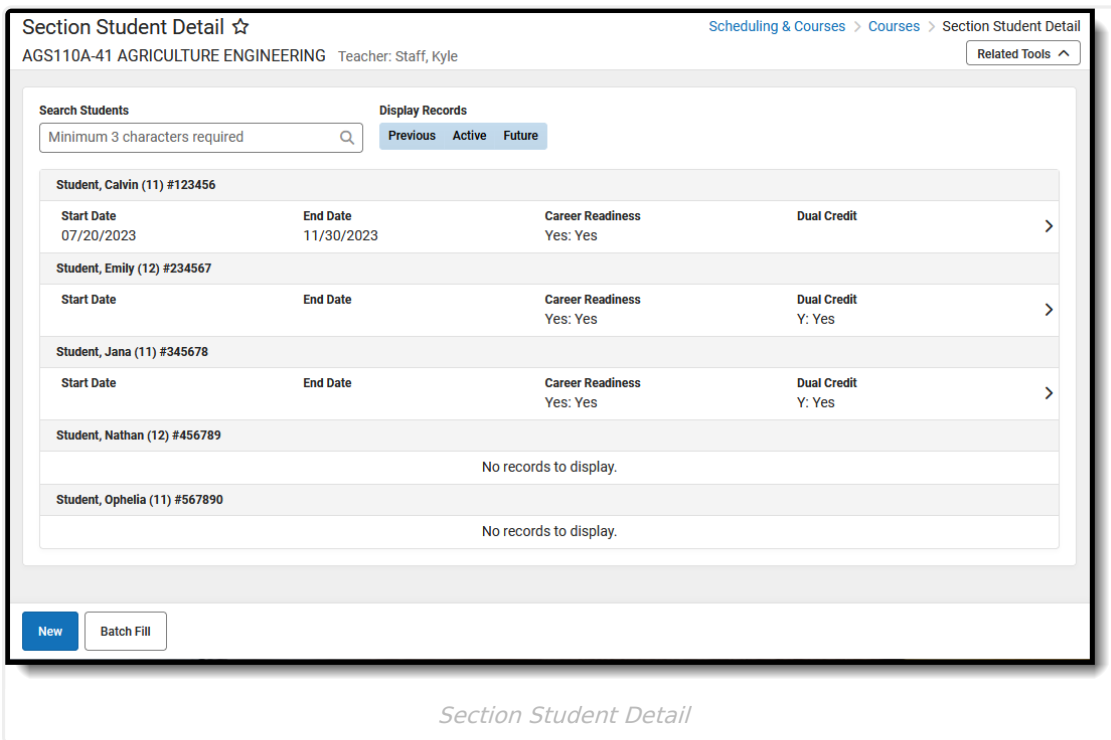 Section Student Detail
Scheduling & Courses > Courses > Section Student Detail
AGS110A-41 AGRICULTURE ENGINEERING Teacher: Staff, Kyle
Related Tools
Search Students
Display Records
Minimum 3 characters required
Previous Active Future
Student, Calvin (11) #123456
Start Date End Date Career Readiness Dual Credit
07/20/2023 11/30/2023 Yes: Yes
Student, Emily (12) #234567
Start Date End Date Career Readiness Dual Credit
Yes: Yes Y: Yes
Student, Jana (11) #345678
Start Date End Date Career Readiness Dual Credit
Yes: Yes Y: Yes
Student, Nathan (12) #456789
No records to display.
Student, Ophelia (11) #567890
No records to display.
New Batch Fill
Section Student Detail